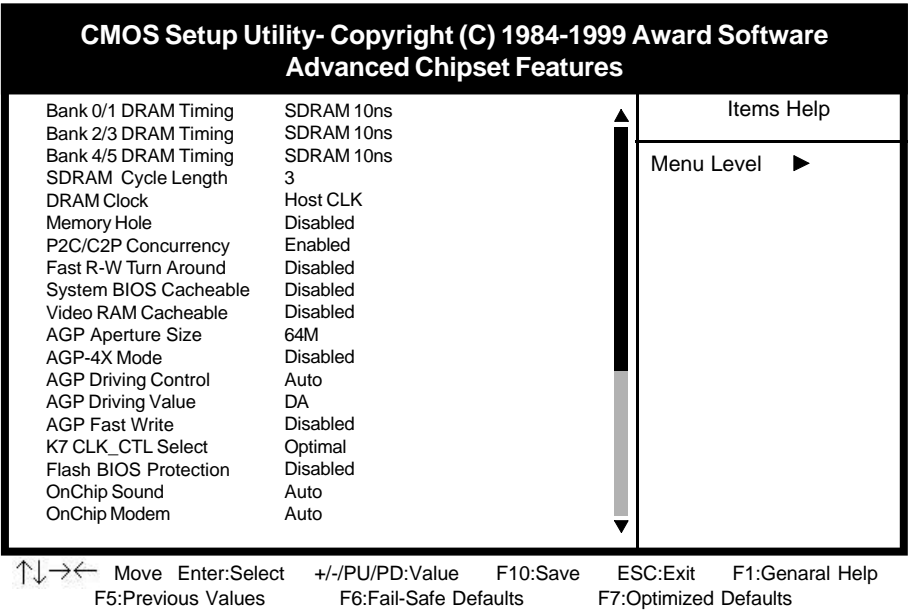 CMOS Setup Utility- Copyright (C) 1984-1999 Award Software
Advanced Chipset Features
Bank 0/1 DRAM Timing SDRAM 10ns
Bank 2/3 DRAM Timing SDRAM 10ns
Bank 4/5 DRAM Timing SDRAM 10ns
SDRAM Cycle Length 3
DRAM Clock Host CLK
Memory Hole Disabled
P2C/C2P Concurrency Enabled
Fast R-W Turn Around Disabled
System BIOS Cacheable Disabled
Video RAM Cacheable Disabled
AGP Aperture Size 64M
AGP-4X Mode Disabled
AGP Driving Control Auto
AGP Driving Value DA
AGP Fast Write Disabled
K7 CLK_CTL Select Optimal
Flash BIOS Protection Disabled
OnChip Sound Auto
OnChip Modem Auto
Items Help
Menu Level ►
↑↓→← Move Enter:Select +/-/PU/PD:Value F10:Save ESC:Exit F1:Genaral Help
F5:Previous Values F6:Fail-Safe Defaults F7:Optimized Defaults